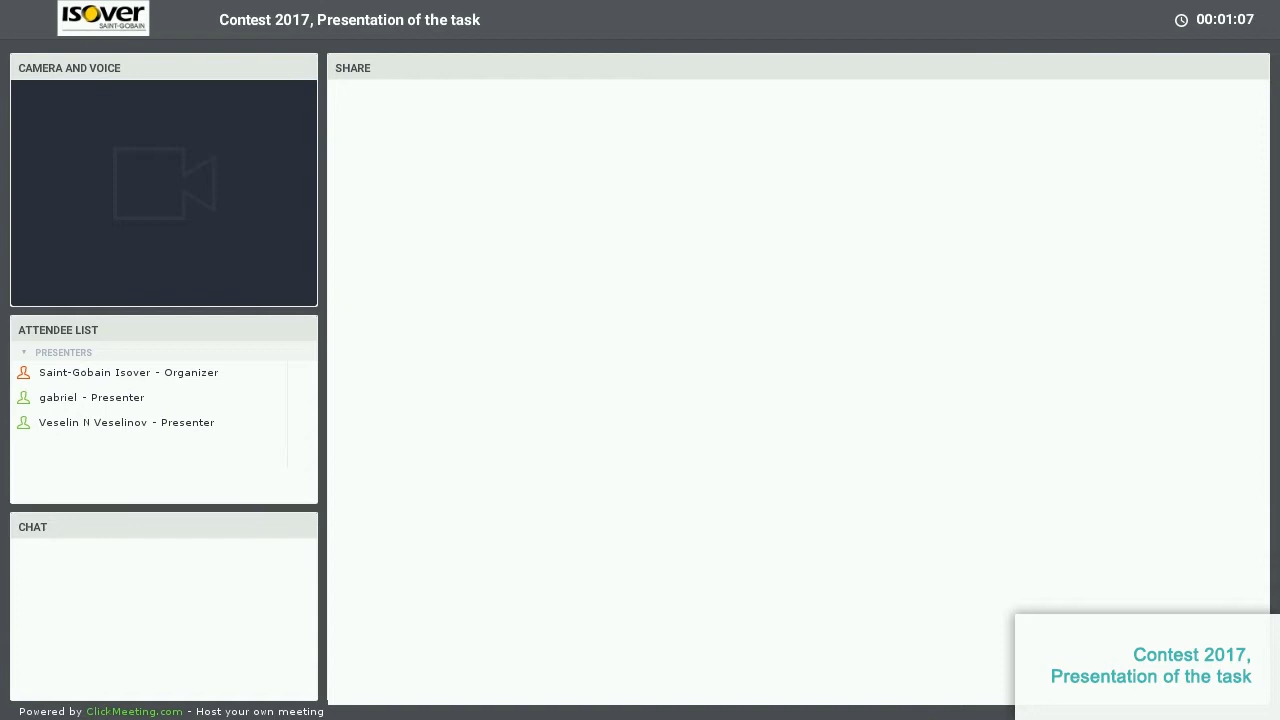 isover
SAINT-GOBAIN
Contest 2017, Presentation of the task
00:01:07
CAMERA AND VOICE
SHARE
ATTENDEE LIST
PRESENTERS
Saint-Gobain Isover - Organizer
gabriel - Presenter
Veselin N Veselinov - Presenter
CHAT
Contest 2017,
Presentation of the task
Powered by ClickMeeting.com - Host your own meeting